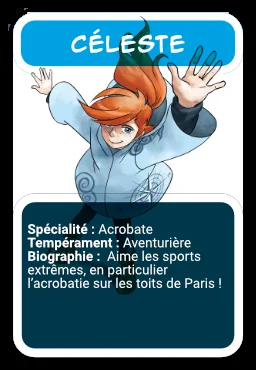 CÉLESTE
Spécialité : Acrobate
Tempérament : Aventurière
Biographie : Aime les sports
extrêmes, en particulier
l'acrobatie sur les toits de Paris !